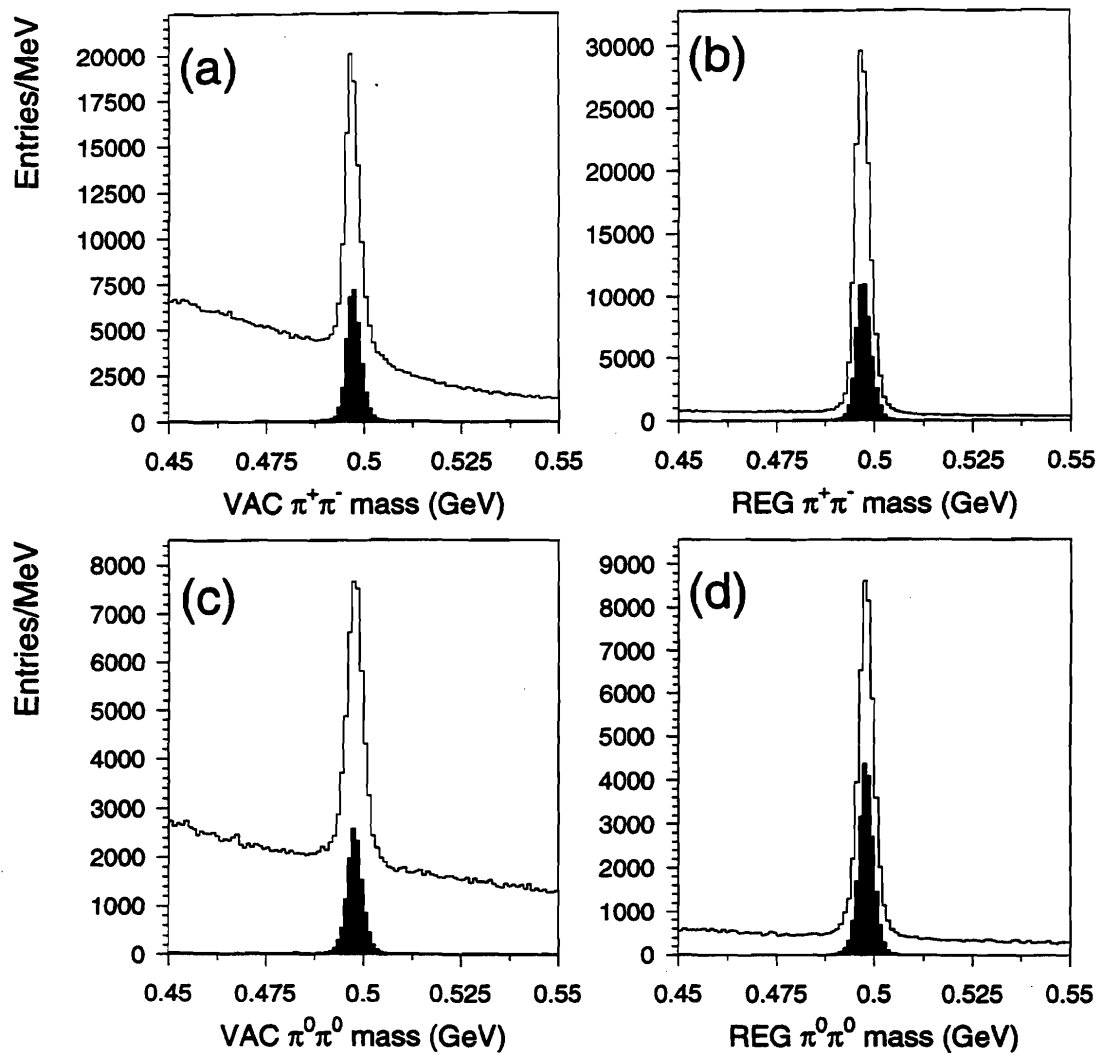 Entries/MeV
(a)
20000
17500
15000
12500
10000
7500
5000
2500
0
0.45 0.475 0.5 0.525 0.55
VAC π⁺π⁻ mass (GeV)
(b)
30000
25000
20000
15000
10000
5000
0
0.45 0.475 0.5 0.525 0.55
REG π⁺π⁻ mass (GeV)
Entries/MeV
(c)
8000
7000
6000
5000
4000
3000
2000
1000
0
0.45 0.475 0.5 0.525 0.55
VAC π⁰π⁰ mass (GeV)
(d)
9000
8000
7000
6000
5000
4000
3000
2000
1000
0
0.45 0.475 0.5 0.525 0.55
REG π⁰π⁰ mass (GeV)